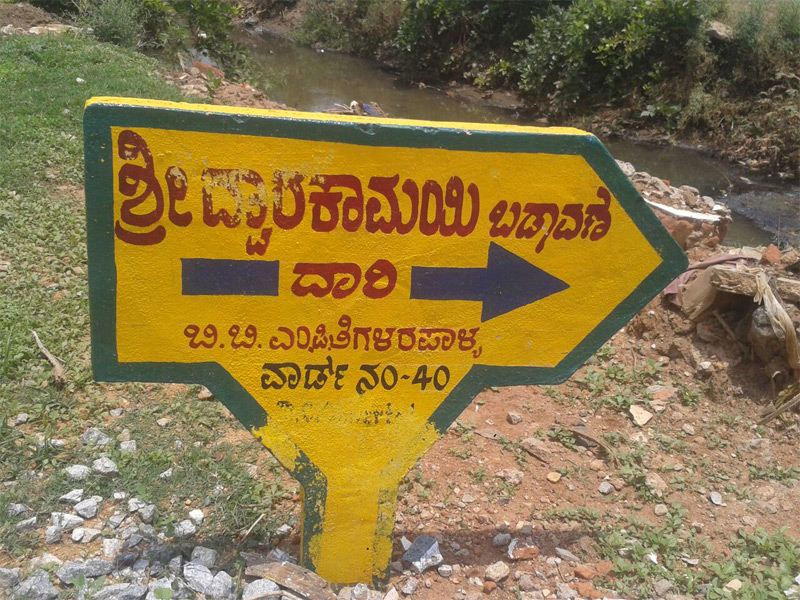 ಶ್ರೀ ದ್ವಾರಕಾಮಯಿ ಬಡಾವಣೆ
ದಾರಿ
ಬಿ.ಬಿ. ಎಂ.ಪಿ. ತಿಗಳರಪಾಳ್ಯ
ವಾರ್ಡ್ ನಂ-40